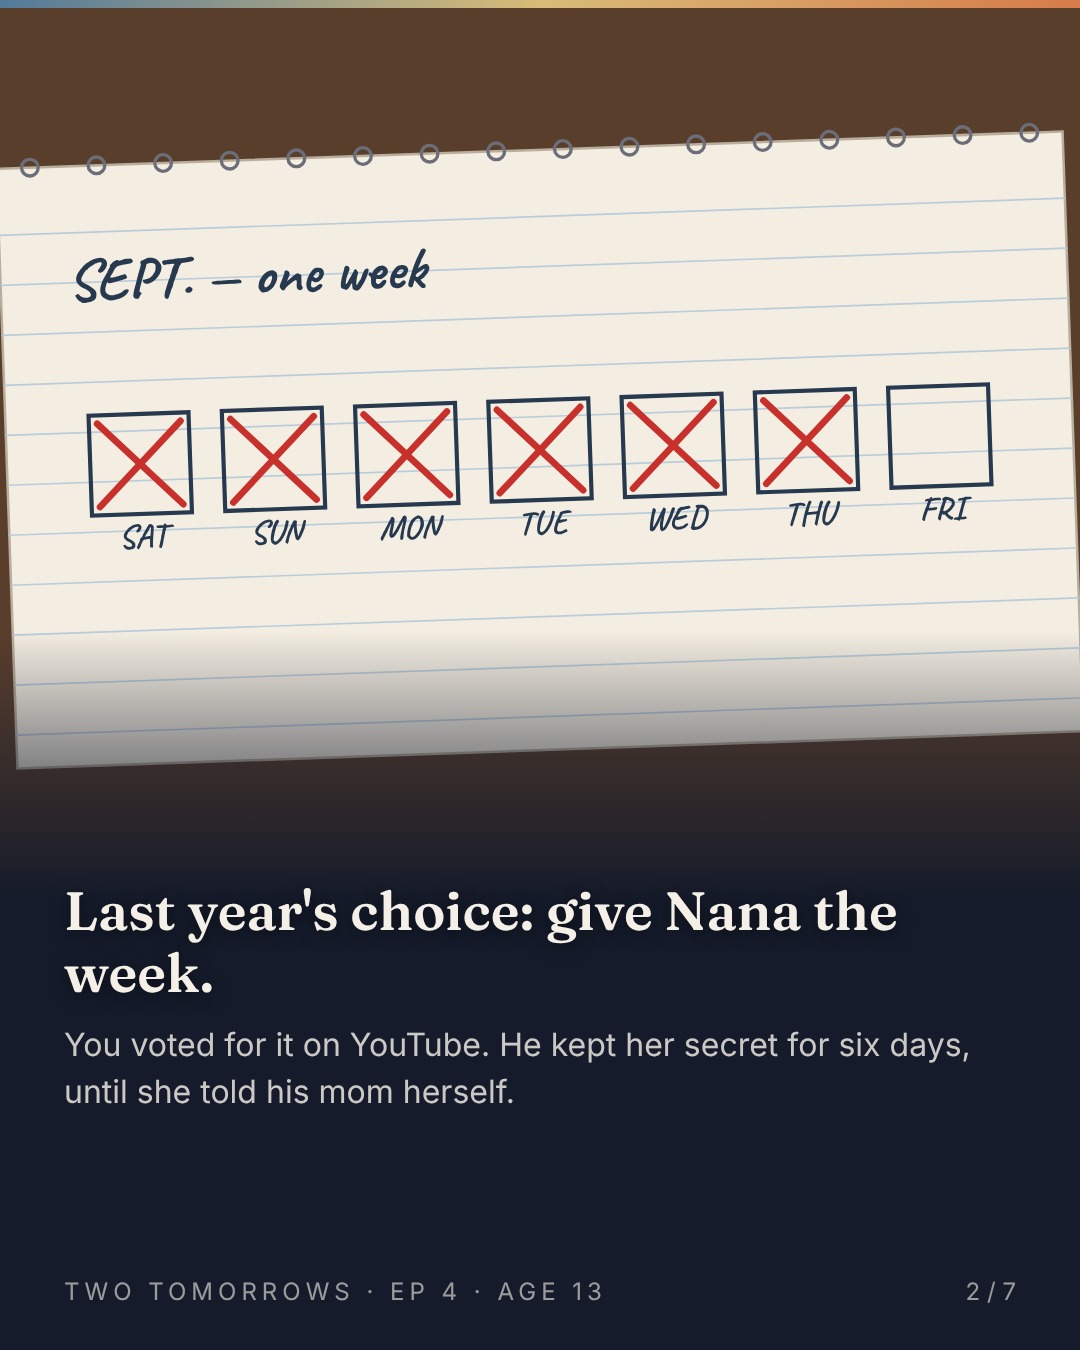 SEPT. – one week
SAT SUN MON TUE WED THU FRI
Last year's choice: give Nana the
week.
You voted for it on YouTube. He kept her secret for six days,
until she told his mom herself.
TWO TOMORROWS · EP 4 · AGE 13 2 / 7